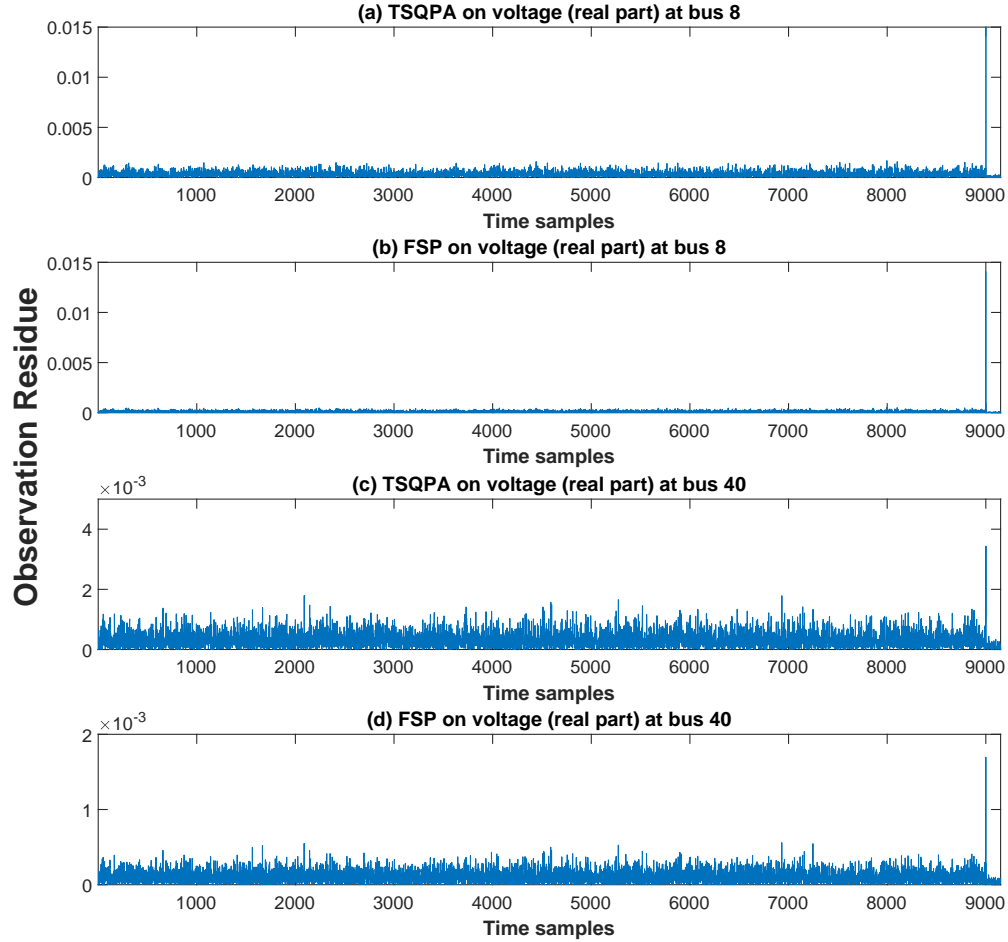 (a) TSQPA on voltage (real part) at bus 8
0.015
0.01
0.005
0
1000 2000 3000 4000 5000 6000 7000 8000 9000
Time samples
(b) FSP on voltage (real part) at bus 8
0.015
0.01
0.005
0
1000 2000 3000 4000 5000 6000 7000 8000 9000
Time samples
Observation Residue
(c) TSQPA on voltage (real part) at bus 40
×10-3
4
2
0
1000 2000 3000 4000 5000 6000 7000 8000 9000
Time samples
(d) FSP on voltage (real part) at bus 40
×10-3
2
1
0
1000 2000 3000 4000 5000 6000 7000 8000 9000
Time samples